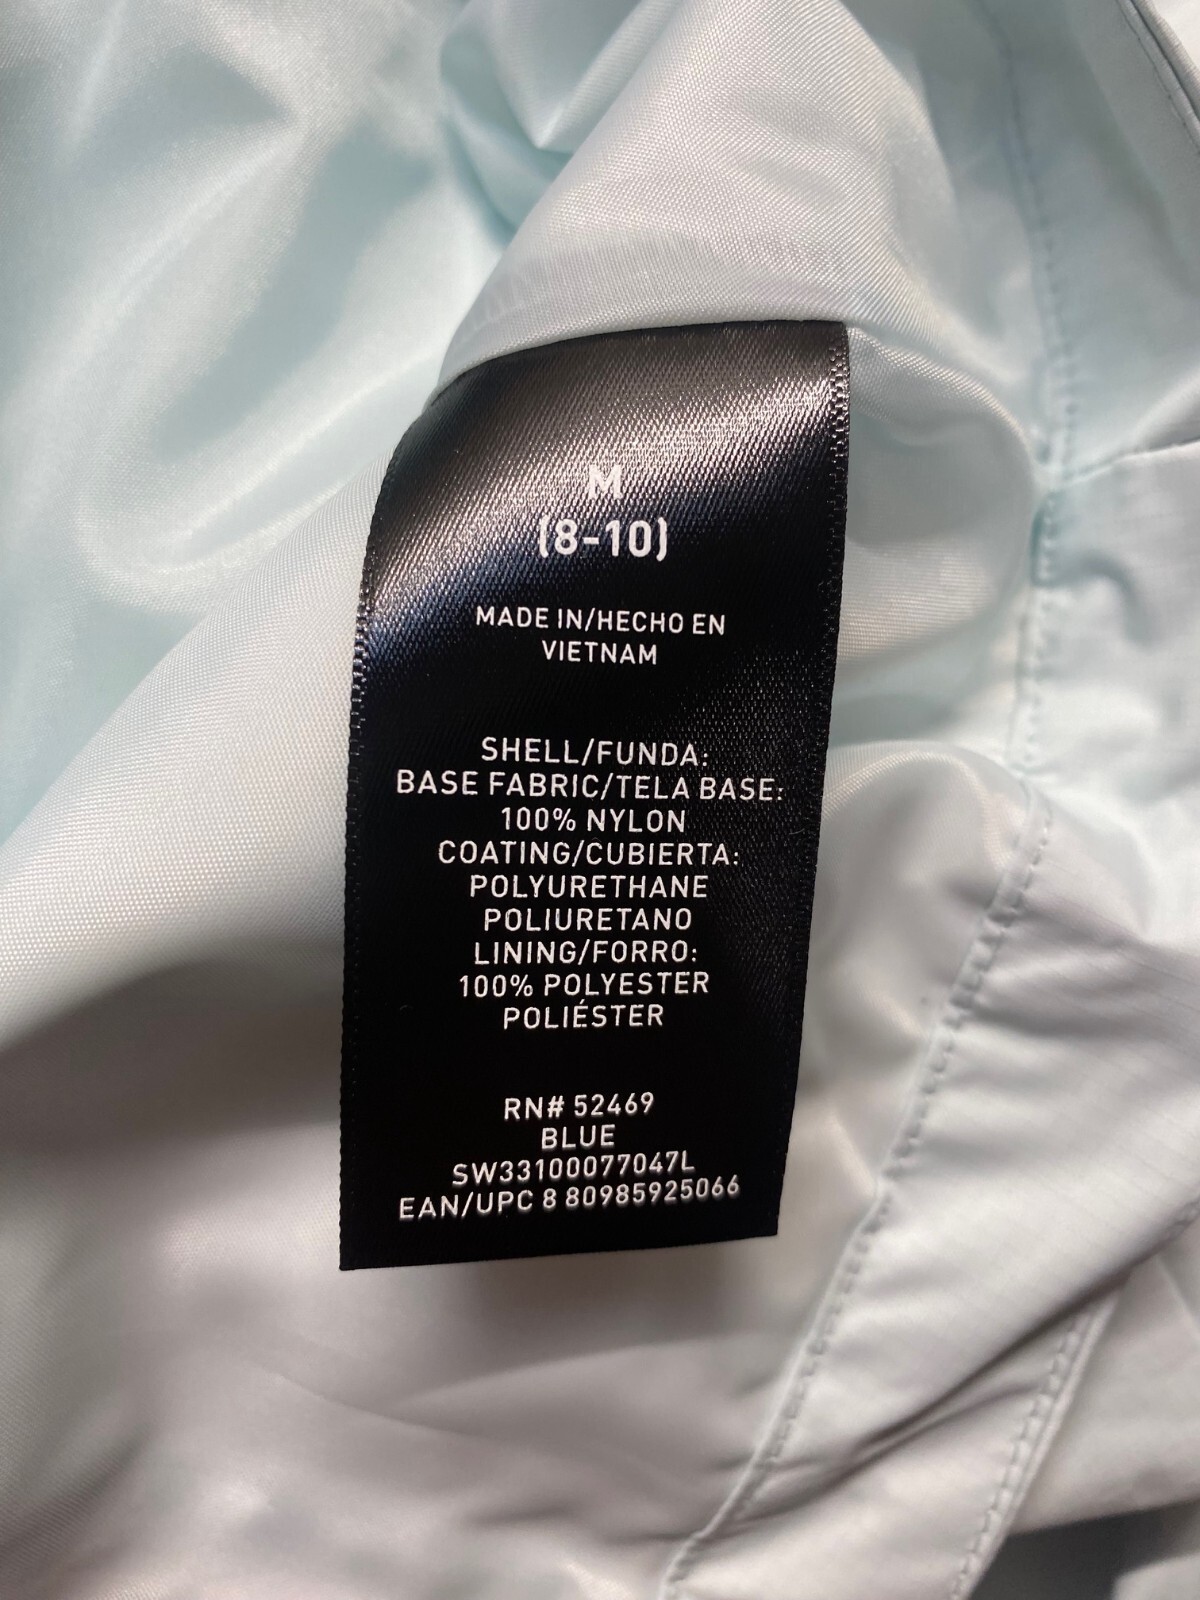 M
(8-10)
MADE IN/HECHO EN
VIETNAM
SHELL/FUNDA:
BASE FABRIC/TELA BASE:
100% NYLON
COATING/CUBIERTA:
POLYURETHANE
POLIURETANO
LINING/FORRO:
100% POLYESTER
POLIÉSTER
RN# 52469
BLUE
SW33100077047L
EAN/UPC 8 80985925066